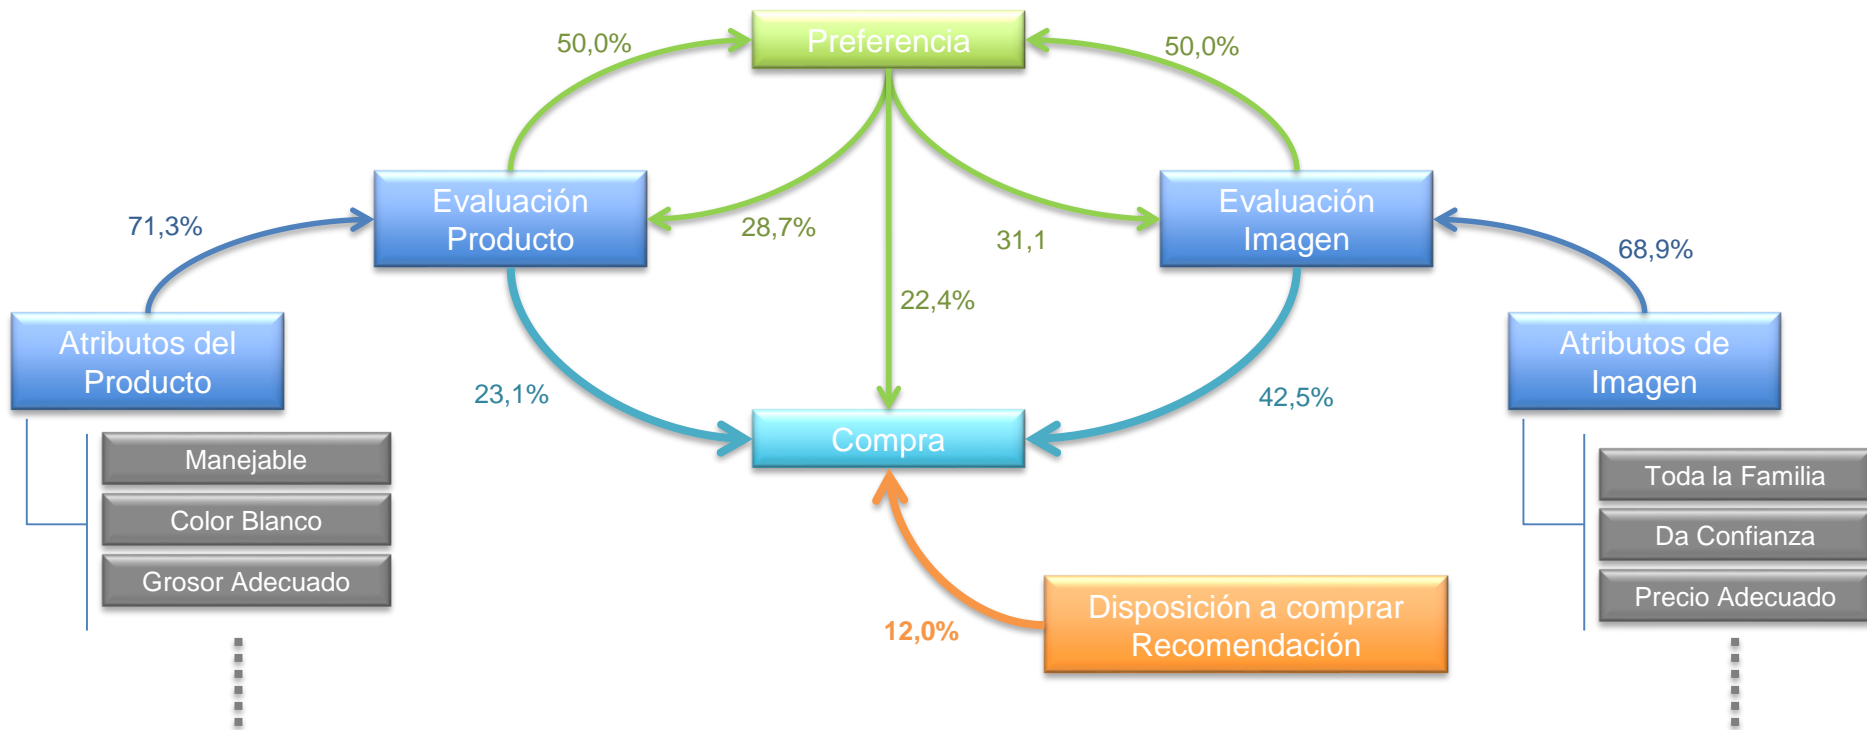 Preferencia
50,0%
50,0%
Evaluación
Producto
Evaluación
Imagen
71,3%
28,7%
31,1
68,9%
22,4%
Atributos del
Producto
Atributos de
Imagen
23,1%
42,5%
Compra
Manejable
Color Blanco
Grosor Adecuado
Toda la Familia
Da Confianza
Precio Adecuado
12,0%
Disposición a comprar
Recomendación